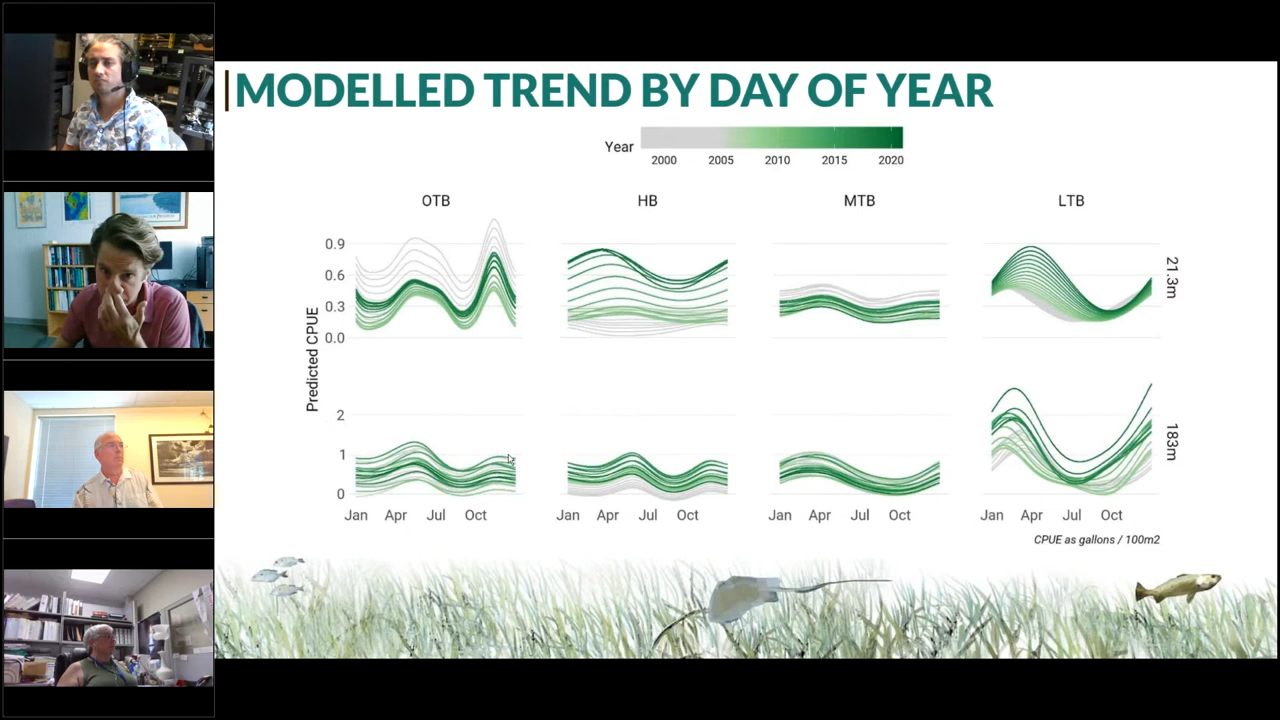 MODELLED TREND BY DAY OF YEAR
Year
2000 2005 2010 2015 2020
OTB HB MTB LTB
0.9
0.6
0.3
0.0
21.3m
Predicted CPUE
2
1
0
183m
Jan Apr Jul Oct Jan Apr Jul Oct Jan Apr Jul Oct Jan Apr Jul Oct
CPUE as gallons / 100m2